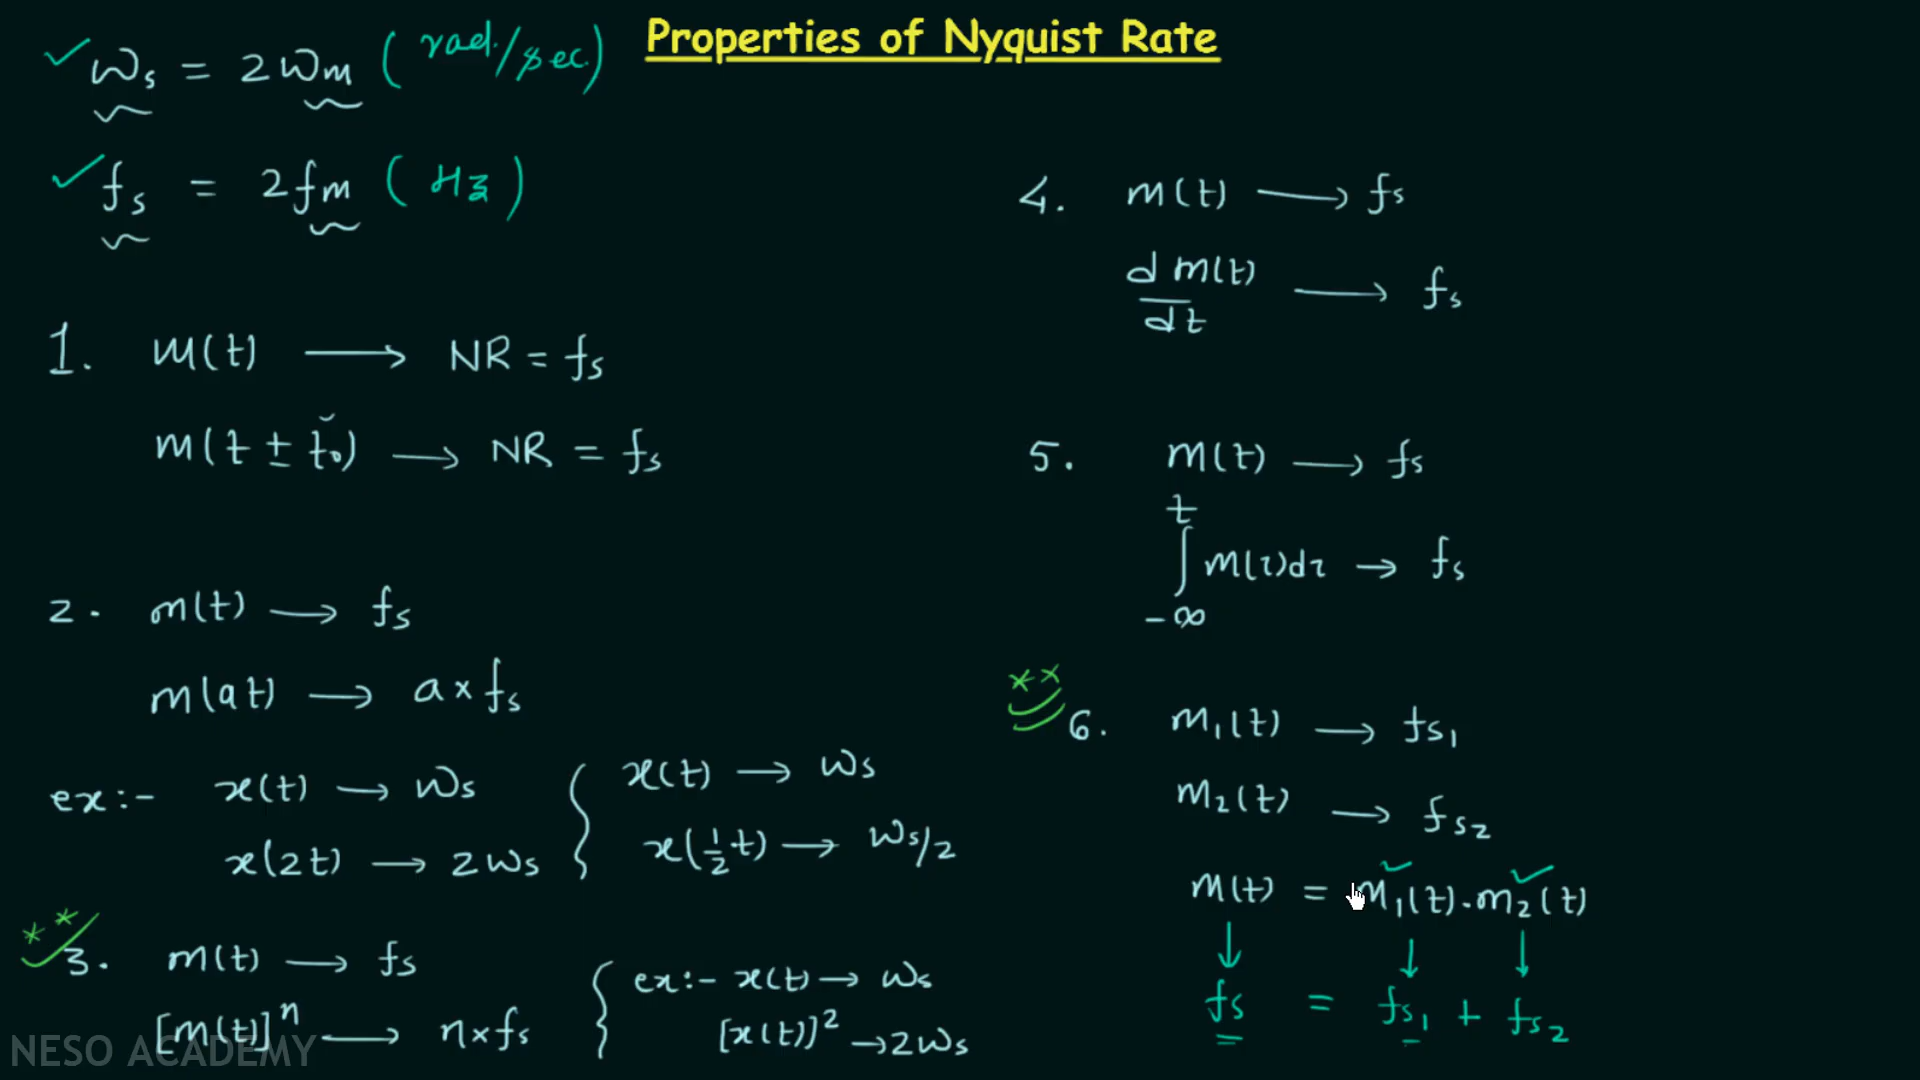 Properties of Nyquist Rate
✓ ωs = 2ωm (rad./sec.)
✓ fs = 2fm (Hz)
1. m(t) ⟶ NR = fs
m(t ± t₀) ⟶ NR = fs
2. m(t) ⟶ fs
m(at) ⟶ a×fs
ex:- x(t) ⟶ ωs { x(t) ⟶ ωs
x(2t) ⟶ 2ωs { x(½t) ⟶ ωs/2
** 3. m(t) ⟶ fs
[m(t)]ⁿ ⟶ n×fs { ex:- x(t) ⟶ ωs
[x(t)]² ⟶ 2ωs
NESO ACADEMY
4. m(t) ⟶ fs
d m(t)/dt ⟶ fs
5. m(t) ⟶ fs
∫₋∞ᵗ m(τ)dτ → fs
** 6. m₁(t) ⟶ fs₁
m₂(t) ⟶ fs₂
m(t) = m₁(t).m₂(t)
↓ ↓ ↓
fs = fs₁ + fs₂